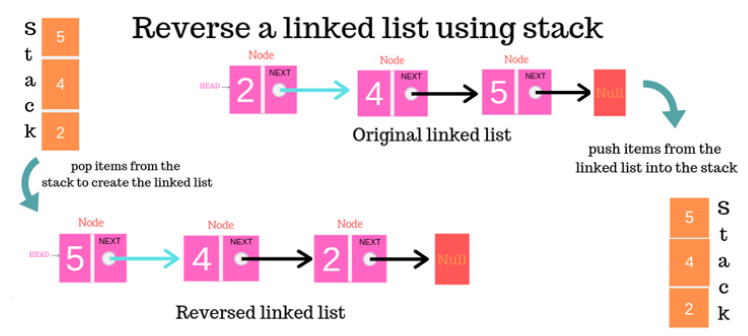 Reverse a linked list using stack
S
t
a
c
k
5
4
2
Node
Node
Node
HEAD
2
NEXT
4
NEXT
5
NEXT
Null
Original linked list
push items from the
linked list into the stack
5
4
2
S
t
a
c
k
pop items from the
stack to create the linked list
Node
Node
Node
HEAD
5
NEXT
4
NEXT
2
NEXT
Null
Reversed linked list